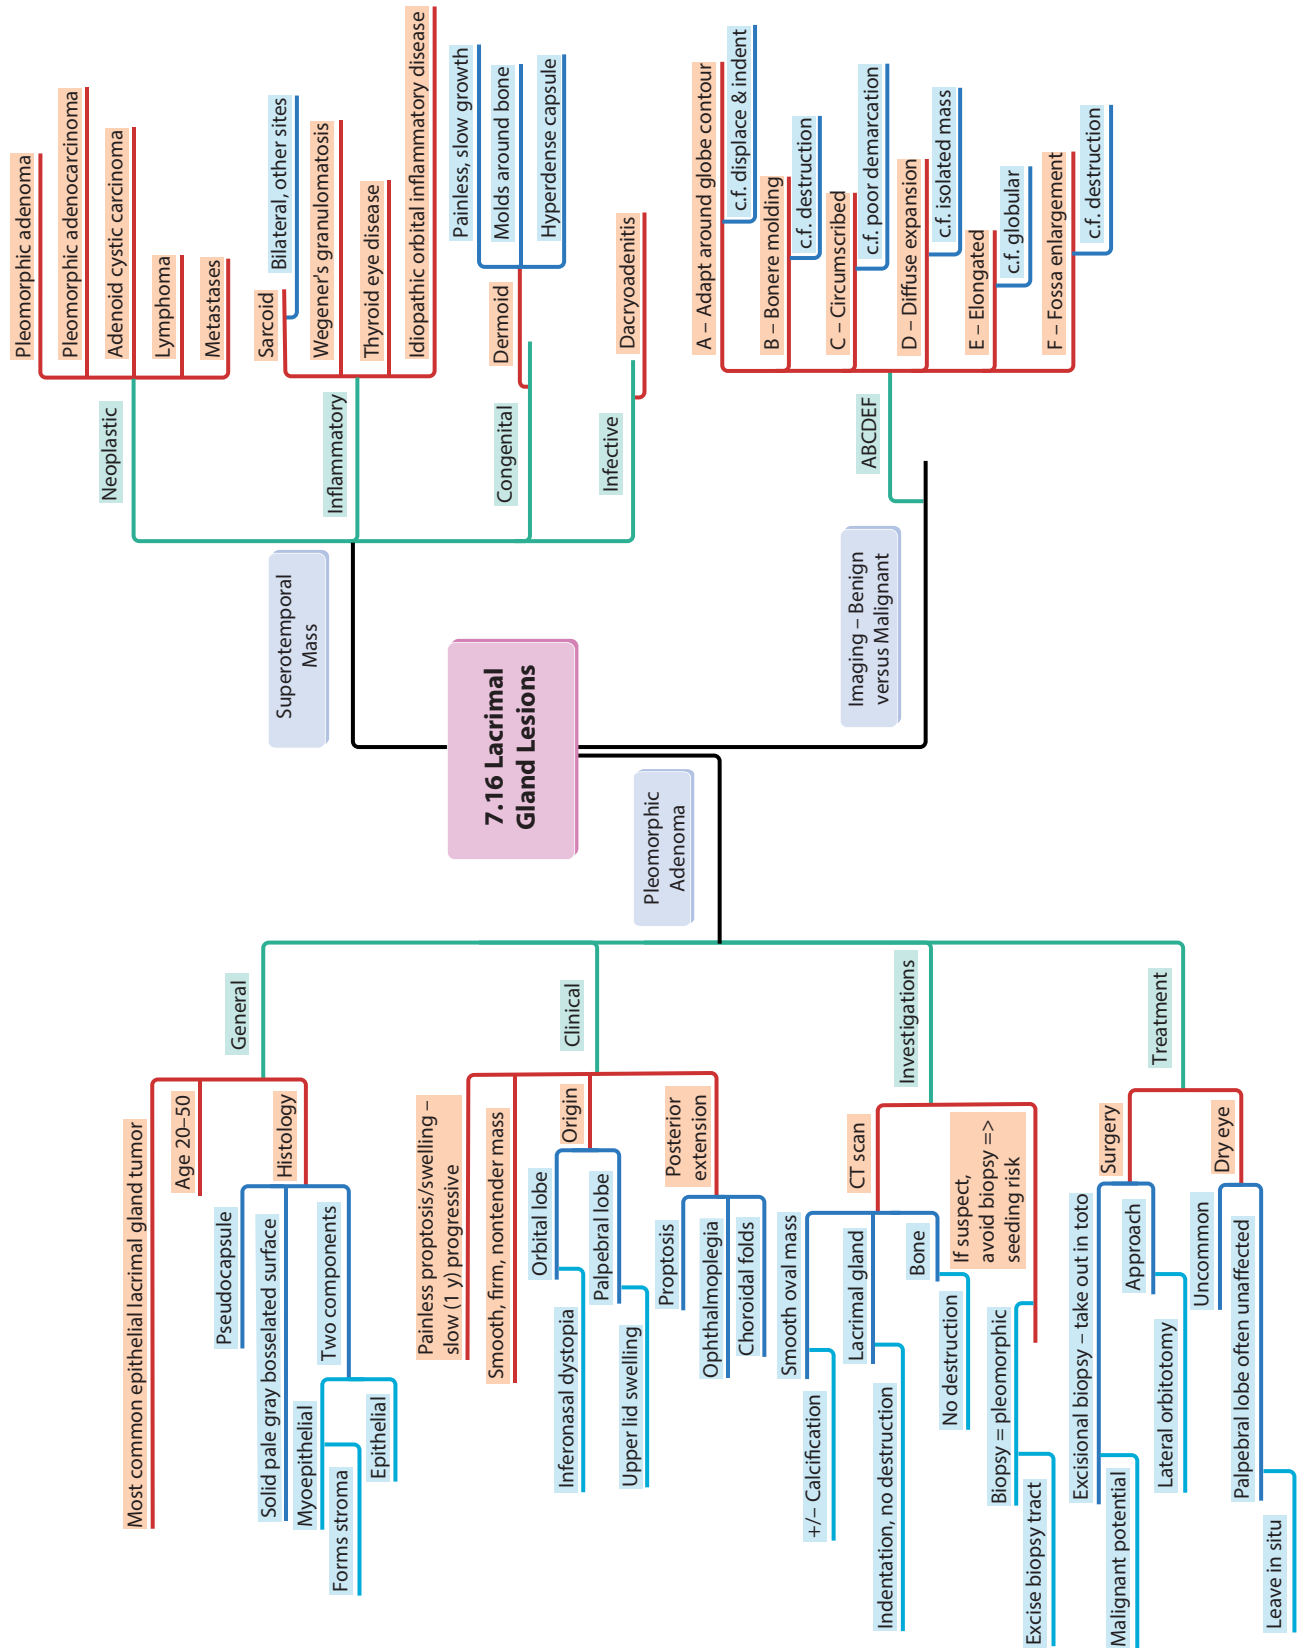 7.16 Lacrimal
Gland Lesions
Superotemporal
Mass
Neoplastic
Pleomorphic adenoma
Pleomorphic adenocarcinoma
Adenoid cystic carcinoma
Lymphoma
Metastases
Inflammatory
Sarcoid
Bilateral, other sites
Wegener's granulomatosis
Thyroid eye disease
Idiopathic orbital inflammatory disease
Congenital
Dermoid
Painless, slow growth
Molds around bone
Hyperdense capsule
Infective
Dacryoadenitis
Imaging – Benign
versus Malignant
ABCDEF
A – Adapt around globe contour
c.f. displace & indent
B – Bonere molding
c.f. destruction
C – Circumscribed
c.f. poor demarcation
D – Diffuse expansion
c.f. isolated mass
E – Elongated
c.f. globular
F – Fossa enlargement
c.f. destruction
Pleomorphic
Adenoma
General
Most common epithelial lacrimal gland tumor
Age 20–50
Histology
Pseudocapsule
Solid pale gray bosselated surface
Two components
Myoepithelial
Forms stroma
Epithelial
Clinical
Painless proptosis/swelling –
slow (1 y) progressive
Smooth, firm, nontender mass
Origin
Orbital lobe
Inferonasal dystopia
Palpebral lobe
Upper lid swelling
Posterior
extension
Proptosis
Ophthalmoplegia
Choroidal folds
Investigations
CT scan
Smooth oval mass
+/– Calcification
Lacrimal gland
Indentation, no destruction
Bone
No destruction
If suspect,
avoid biopsy =>
seeding risk
Biopsy = pleomorphic
Excise biopsy tract
Treatment
Surgery
Excisional biopsy – take out in toto
Malignant potential
Approach
Lateral orbitotomy
Dry eye
Uncommon
Palpebral lobe often unaffected
Leave in situ